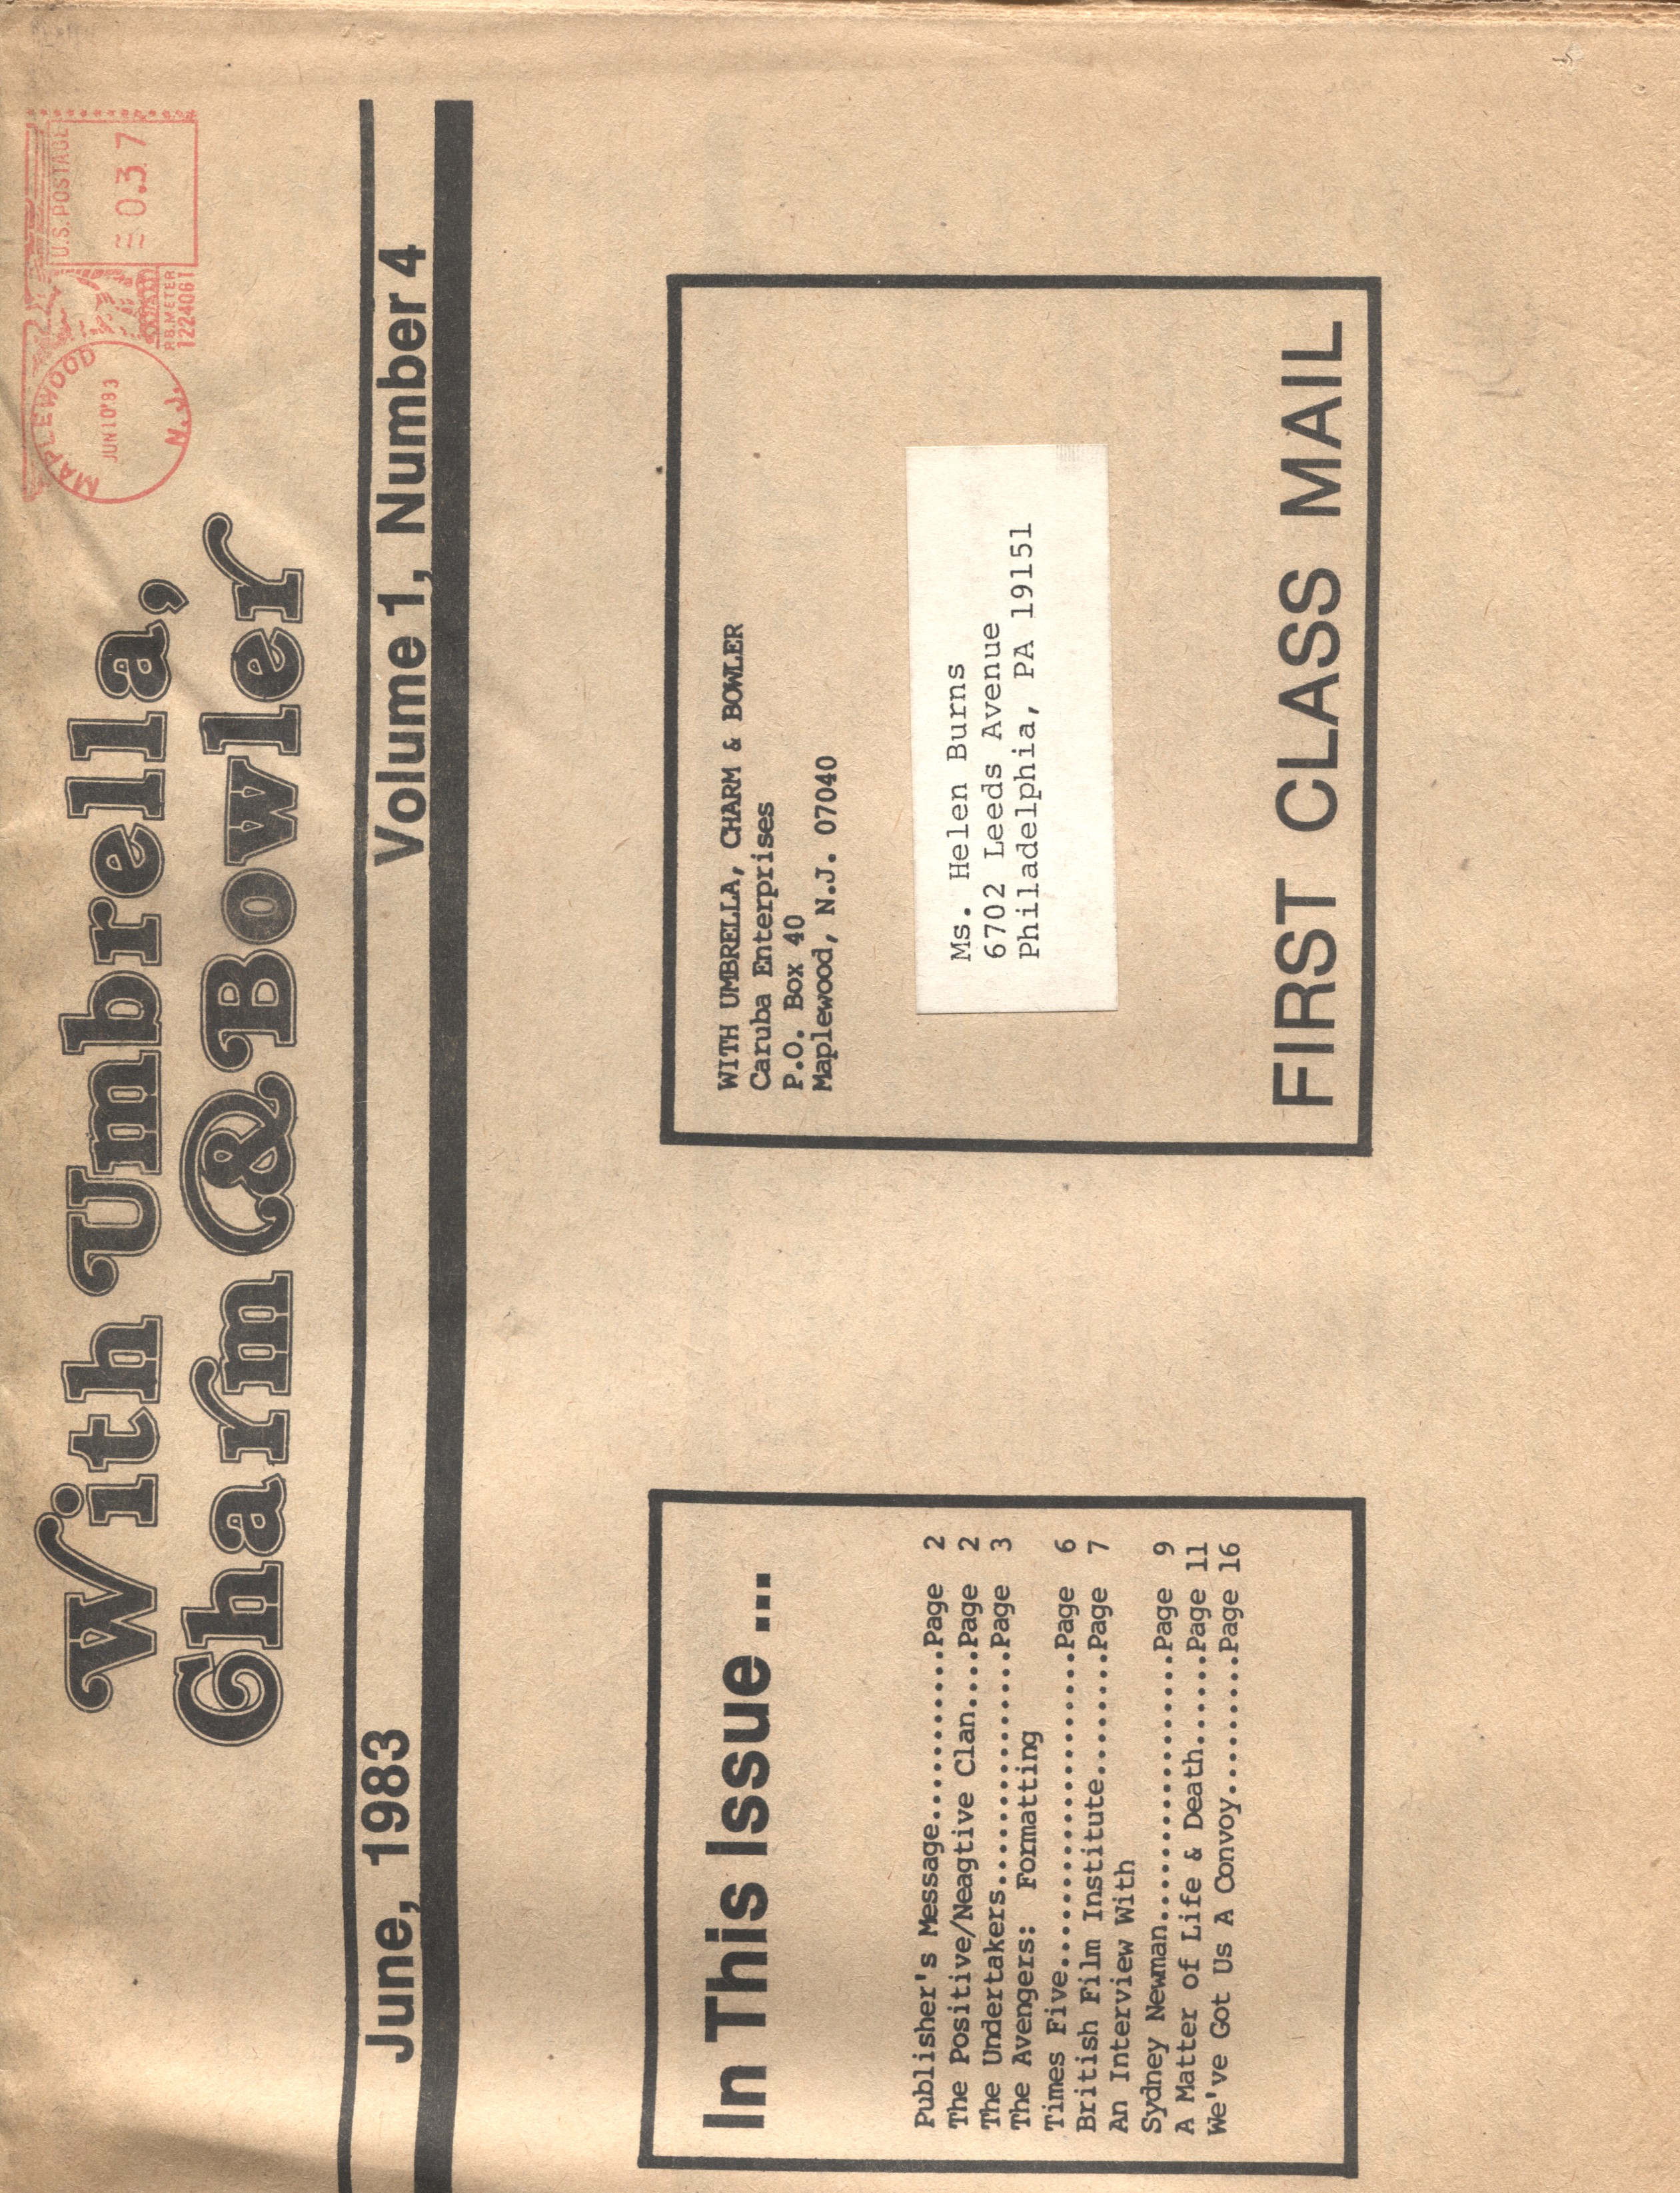 With Umbrella,
Charm & Bowler
MAPLEWOOD
JUN 10'83
N.J.
U.S. POSTAGE
0.37
P.B. METER
1224061
June, 1983
Volume 1, Number 4
In This Issue ...
Publisher's Message...........Page 2
The Positive/Neagtive Clan....Page 2
The Undertakers...............Page 3
The Avengers: Formatting
Times Five....................Page 6
British Film Institute........Page 7
An Interview With
Sydney Newman.................Page 9
A Matter of Life & Death......Page 11
We've Got Us A Convoy.........Page 16
WITH UMBRELLA, CHARM & BOWLER
Caruba Enterprises
P.O. Box 40
Maplewood, N.J. 07040
Ms. Helen Burns
6702 Leeds Avenue
Philadelphia, PA 19151
FIRST CLASS MAIL